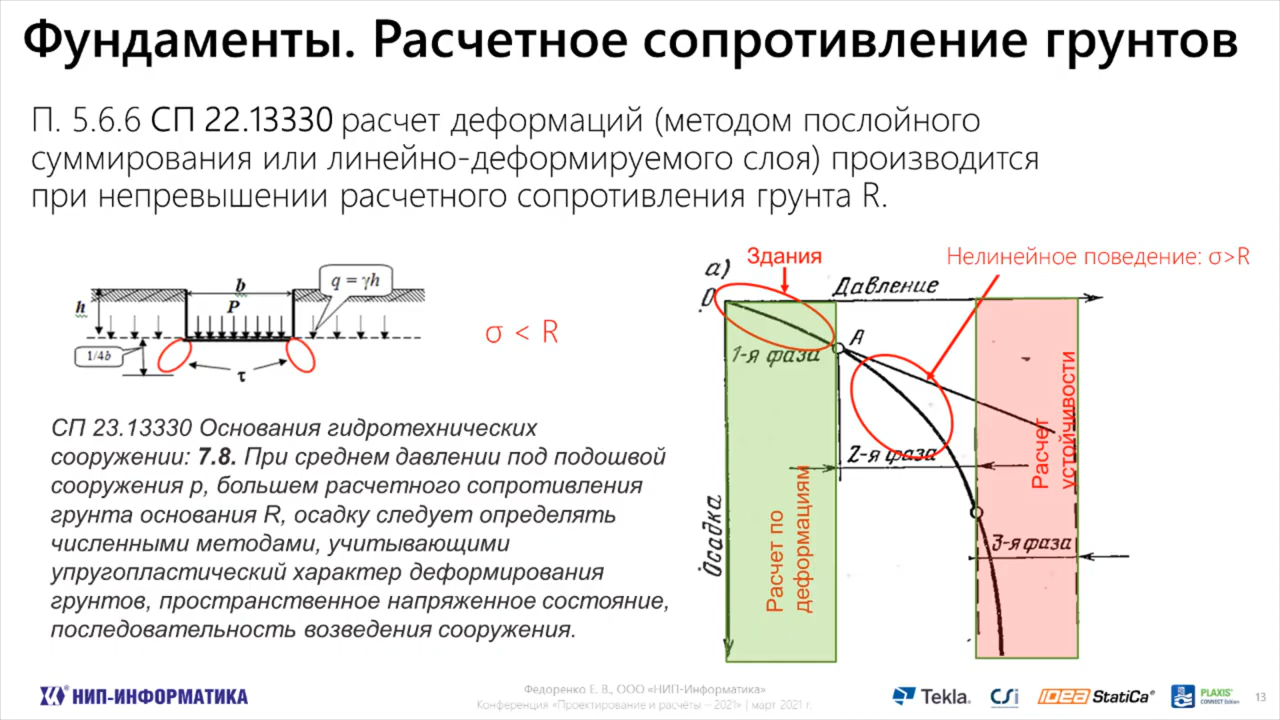 Фундаменты. Расчетное сопротивление грунтов
П. 5.6.6 СП 22.13330 расчет деформаций (методом послойного
суммирования или линейно-деформируемого слоя) производится
при непревышении расчетного сопротивления грунта R.
b
q = γh
h
P
1/4b
τ
σ < R
СП 23.13330 Основания гидротехнических
сооружении: 7.8. При среднем давлении под подошвой
сооружения p, большем расчетного сопротивления
грунта основания R, осадку следует определять
численными методами, учитывающими
упругопластический характер деформирования
грунтов, пространственное напряженное состояние,
последовательность возведения сооружения.
а)
Здания
Нелинейное поведение: σ>R
0
Давление
А
1-я фаза
2-я фаза
3-я фаза
Осадка
Расчет по
деформациям
Расчет
устойчивости
НИП-ИНФОРМАТИКА
Федоренко Е. В., ООО «НИП-Информатика»
Конференция «Проектирование и расчёты – 2021» | март 2021 г.
Tekla.
CSi
IDEA StatiCa®
PLAXIS
CONNECT Edition
13